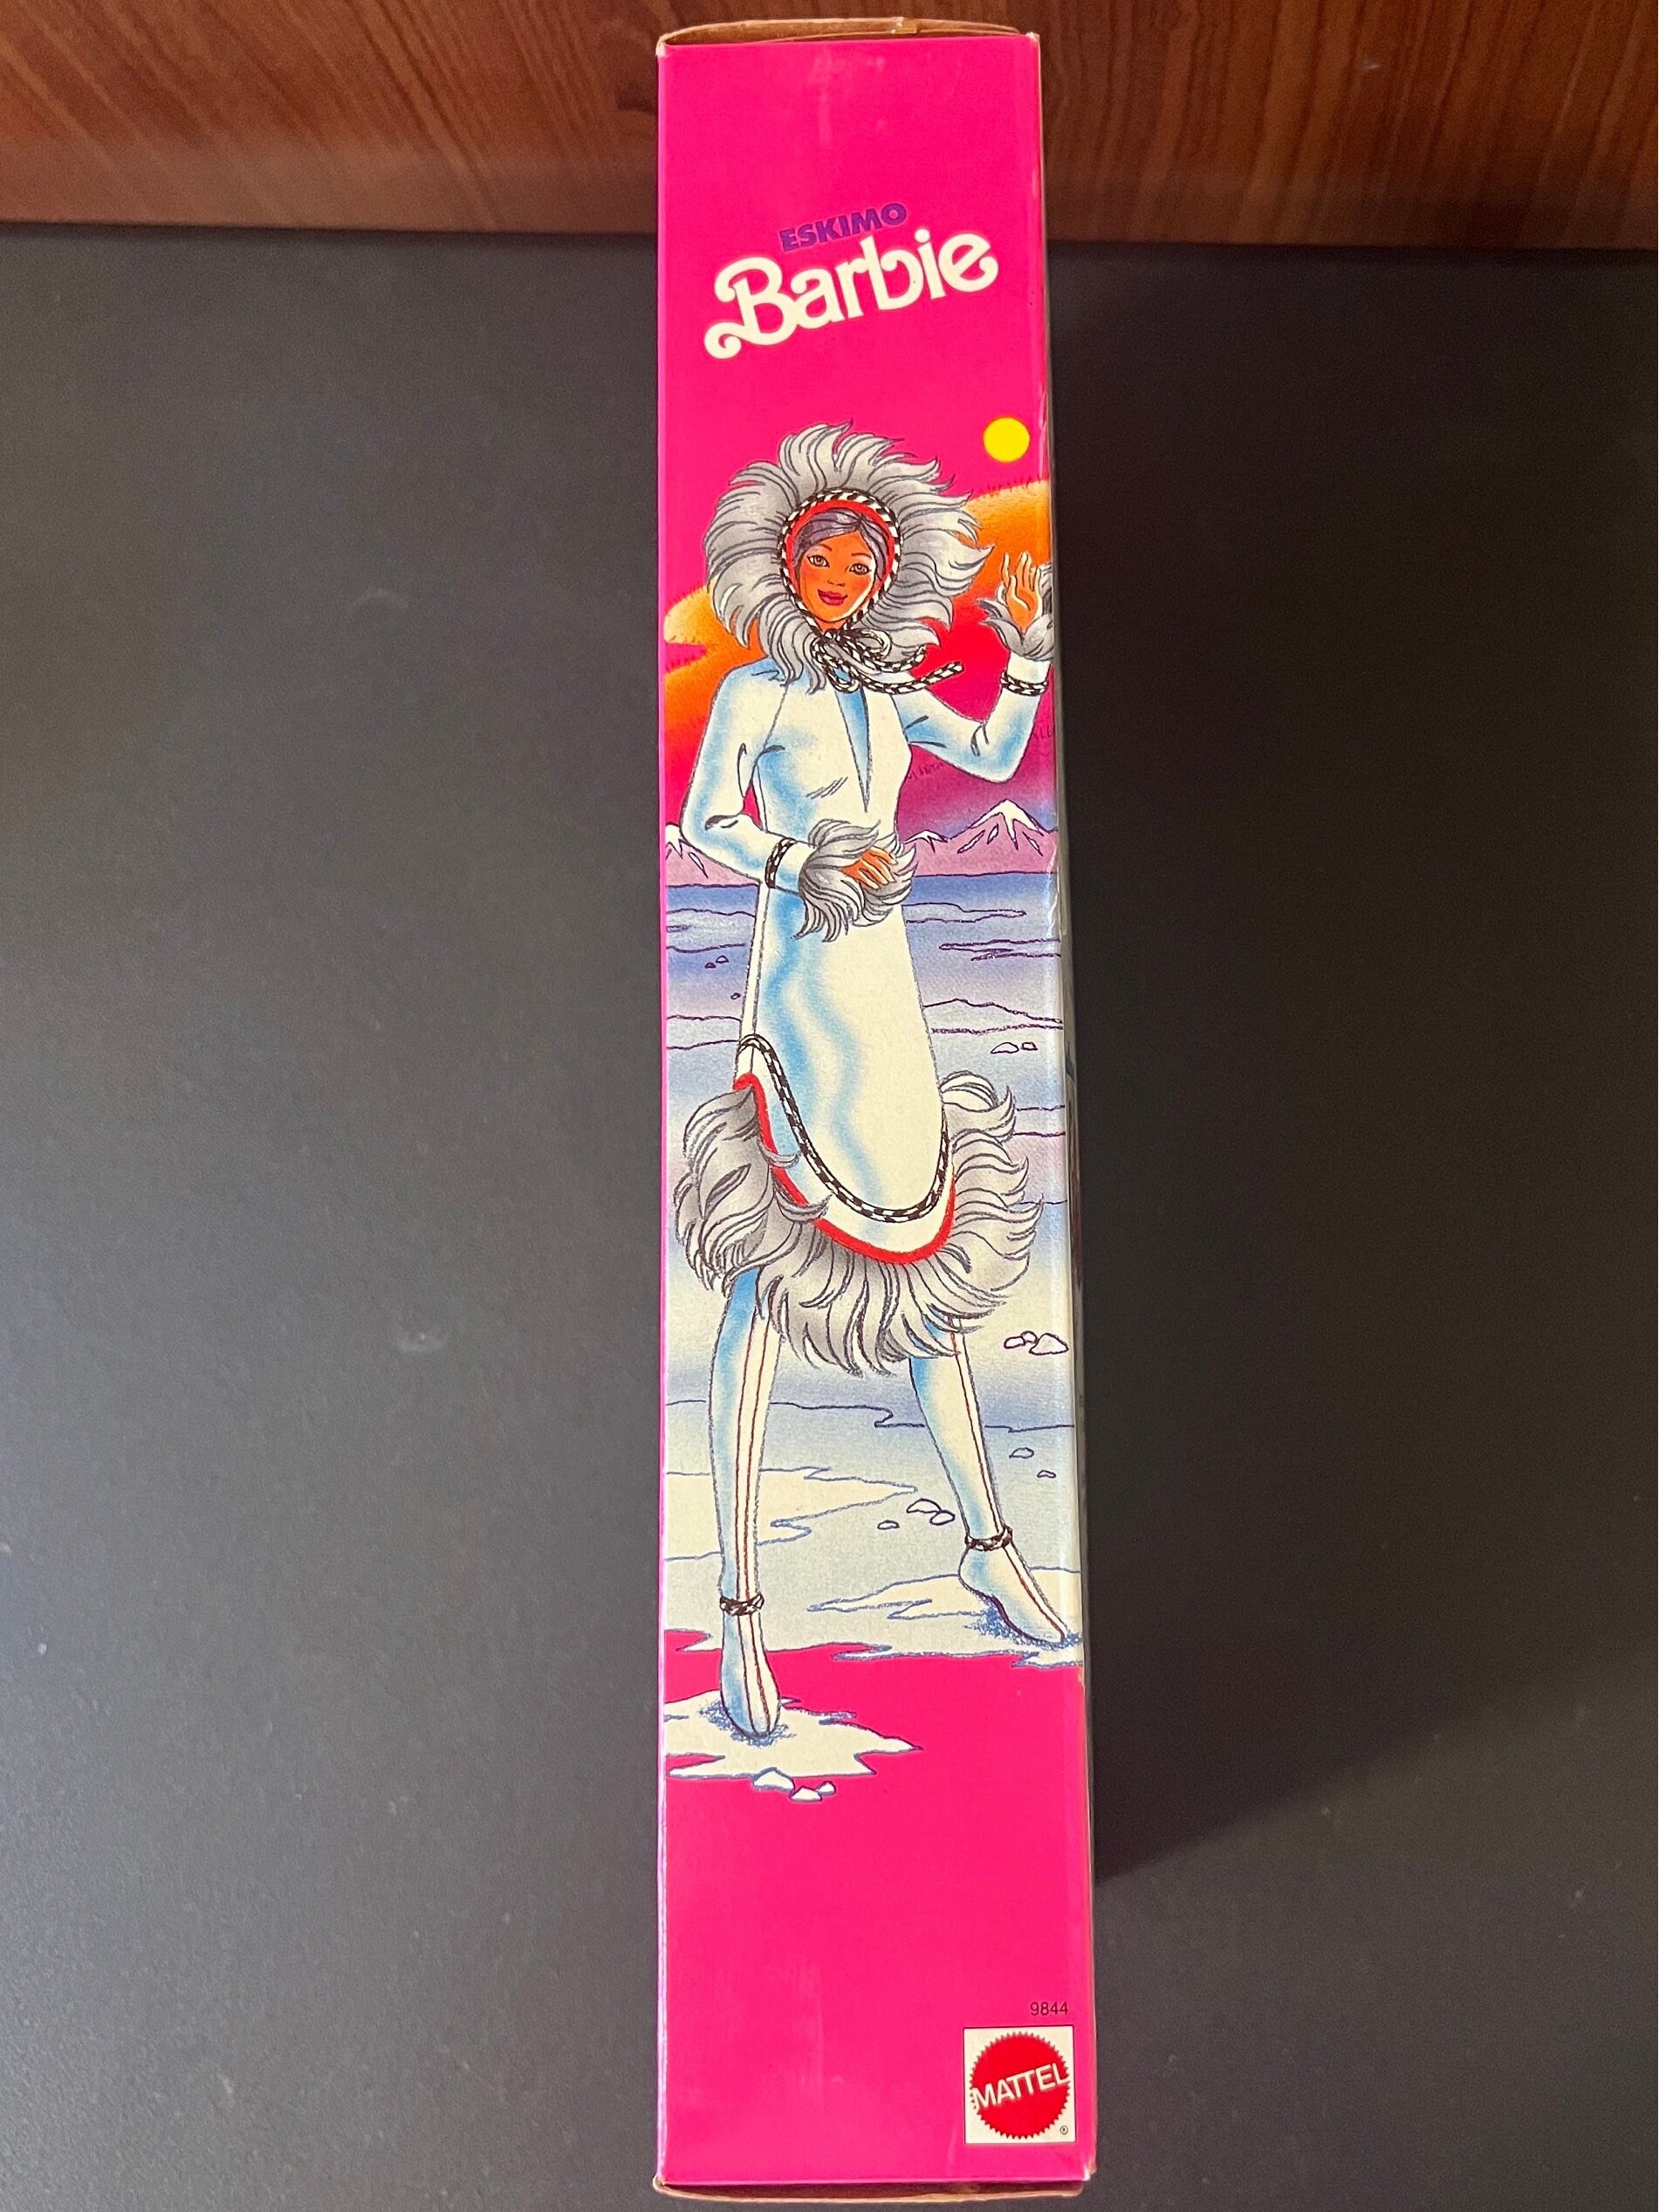 ESKIMO
Barbie
9844
MATTEL
®